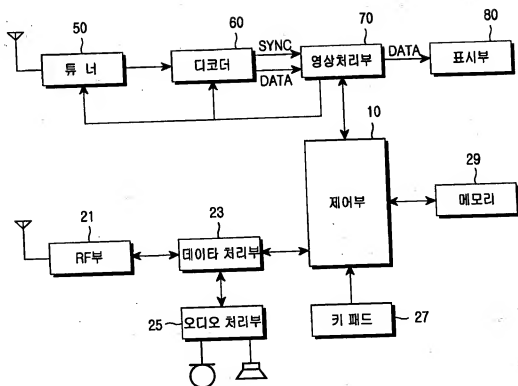 50
60
70
80
튜 너
디코더
SYNC
DATA
영상처리부
DATA
표시부
10
제어부
29
메모리
21
RF부
23
데이타 처리부
25
오디오 처리부
키 패드
27